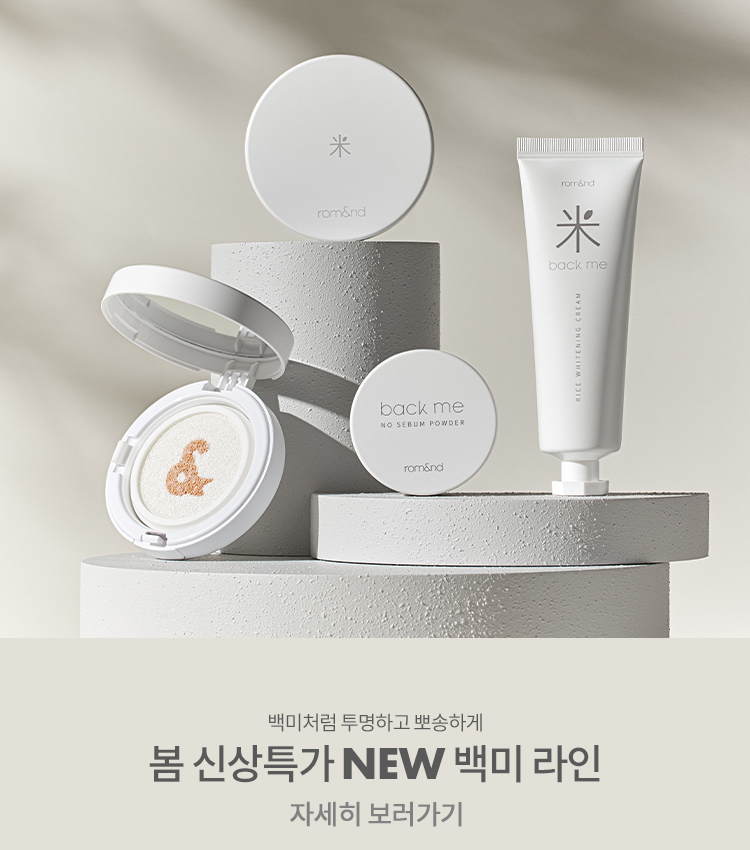 米
rom&nd
rom&nd
米
back me
RICE WHITENING CREAM
back me
NO SEBUM POWDER
rom&nd
백미처럼 투명하고 뽀송하게
봄 신상특가 NEW 백미 라인
자세히 보러가기